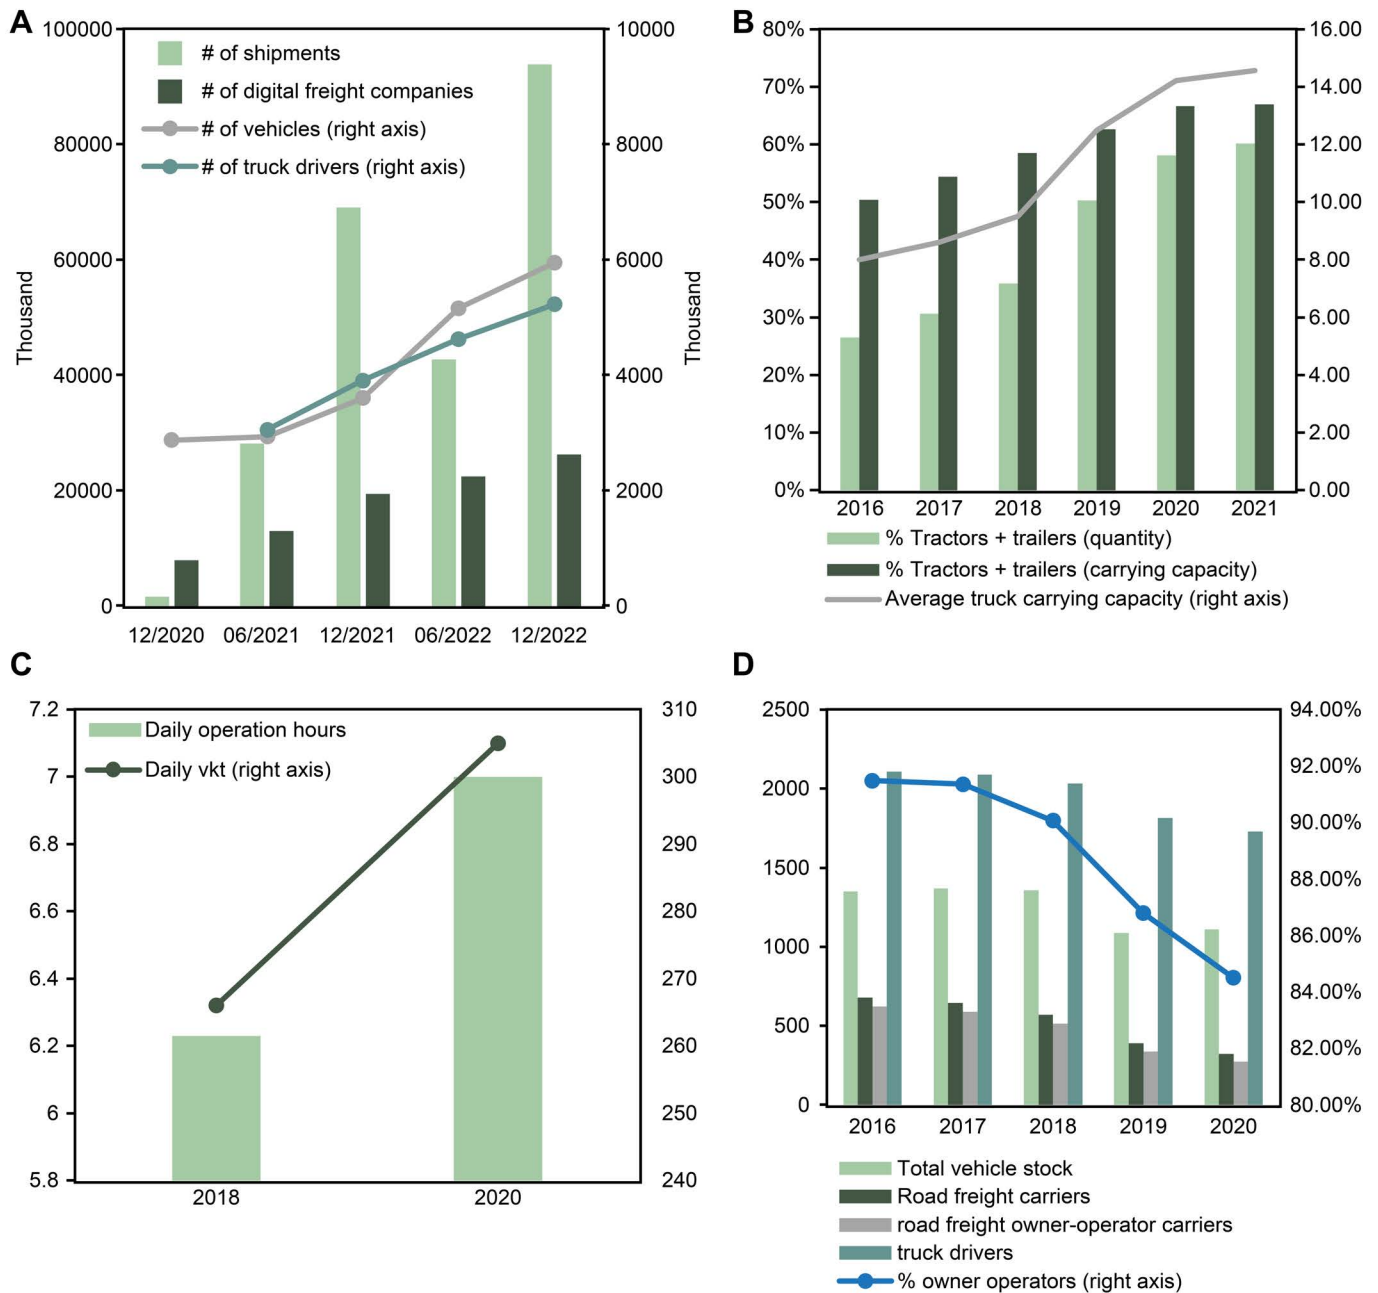 A
100000
80000
60000
40000
20000
0
Thousand
# of shipments
# of digital freight companies
# of vehicles (right axis)
# of truck drivers (right axis)
10000
8000
6000
4000
2000
0
Thousand
12/2020 06/2021 12/2021 06/2022 12/2022
B
80%
70%
60%
50%
40%
30%
20%
10%
0%
16.00
14.00
12.00
10.00
8.00
6.00
4.00
2.00
0.00
2016 2017 2018 2019 2020 2021
% Tractors + trailers (quantity)
% Tractors + trailers (carrying capacity)
Average truck carrying capacity (right axis)
C
7.2
7
6.8
6.6
6.4
6.2
6
5.8
Daily operation hours
Daily vkt (right axis)
310
300
290
280
270
260
250
240
2018 2020
D
2500
2000
1500
1000
500
0
94.00%
92.00%
90.00%
88.00%
86.00%
84.00%
82.00%
80.00%
2016 2017 2018 2019 2020
Total vehicle stock
Road freight carriers
road freight owner-operator carriers
truck drivers
% owner operators (right axis)